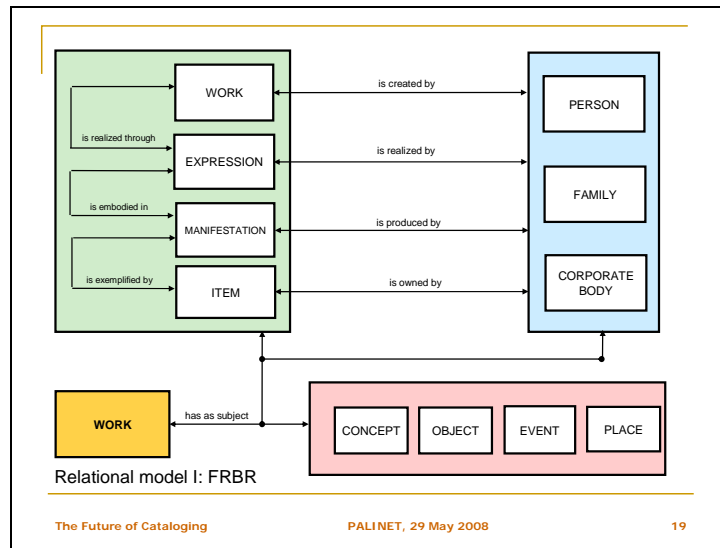 WORK
is created by
PERSON
is realized through
EXPRESSION
is realized by
FAMILY
is embodied in
MANIFESTATION
is produced by
is exemplified by
ITEM
is owned by
CORPORATE
BODY
WORK
has as subject
CONCEPT
OBJECT
EVENT
PLACE
Relational model I: FRBR
The Future of Cataloging
PALINET, 29 May 2008
19